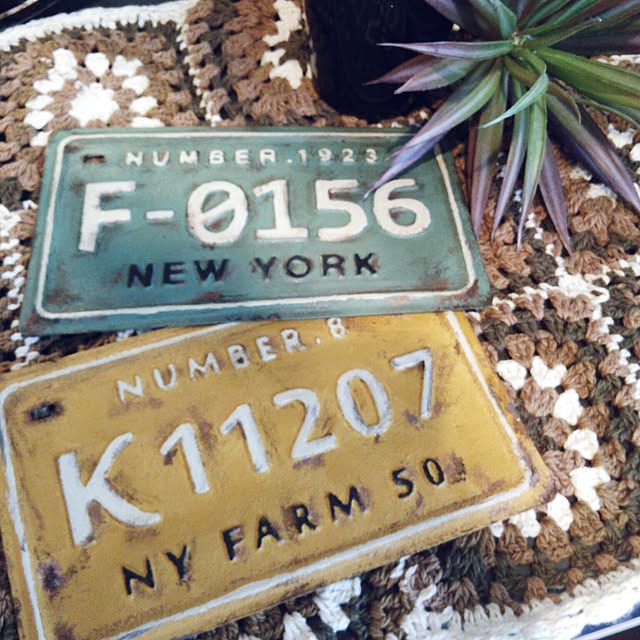 NUMBER.1923
F-0156
NEW YORK
NUMBER.8
K11207
NY FARM 50